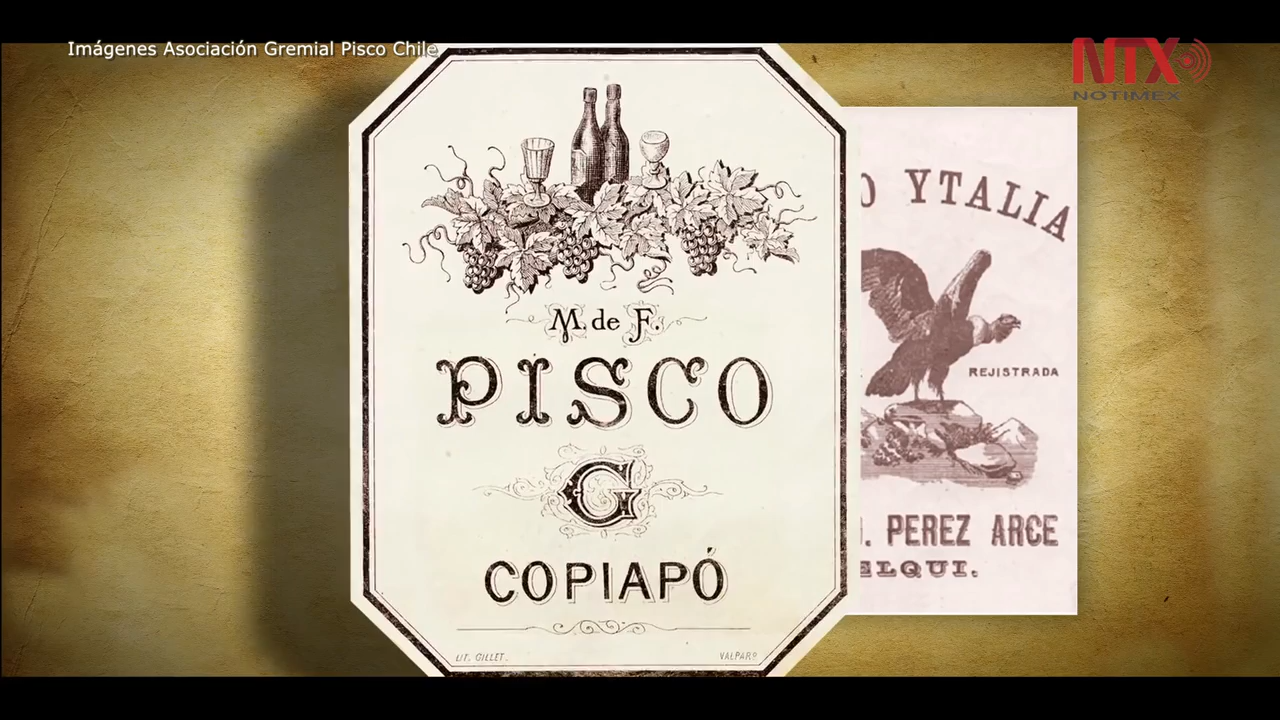 Imágenes Asociación Gremial Pisco Chile
NTX
NOTIMEX
M. de F.
PISCO
G
COPIAPÓ
LIT. GILLET.
VALPARO
O YTALIA
REJISTRADA
. PEREZ ARCE
ELQUI.